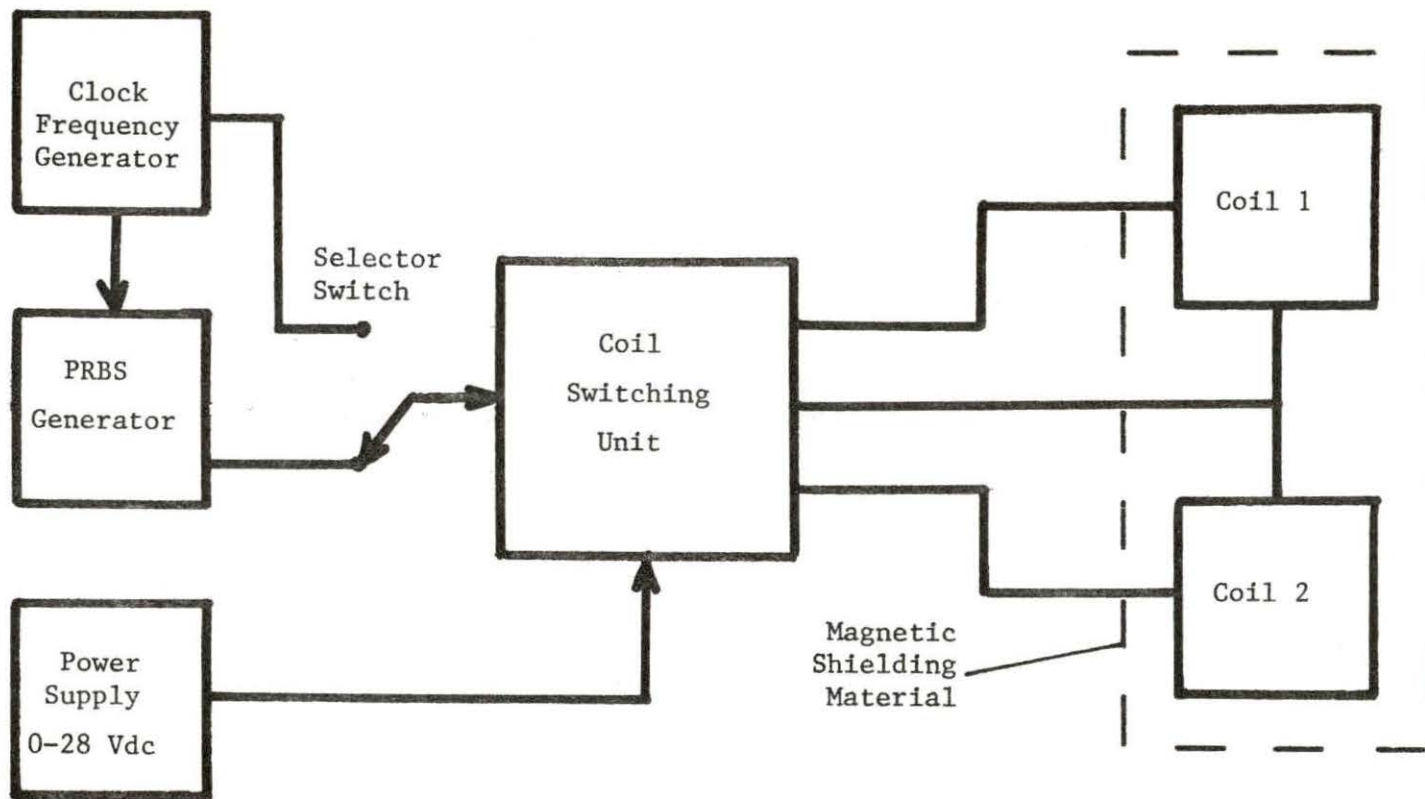 Clock
Frequency
Generator
Selector
Switch
PRBS
Generator
Coil
Switching
Unit
Power
Supply
0-28 Vdc
Coil 1
Coil 2
Magnetic
Shielding
Material